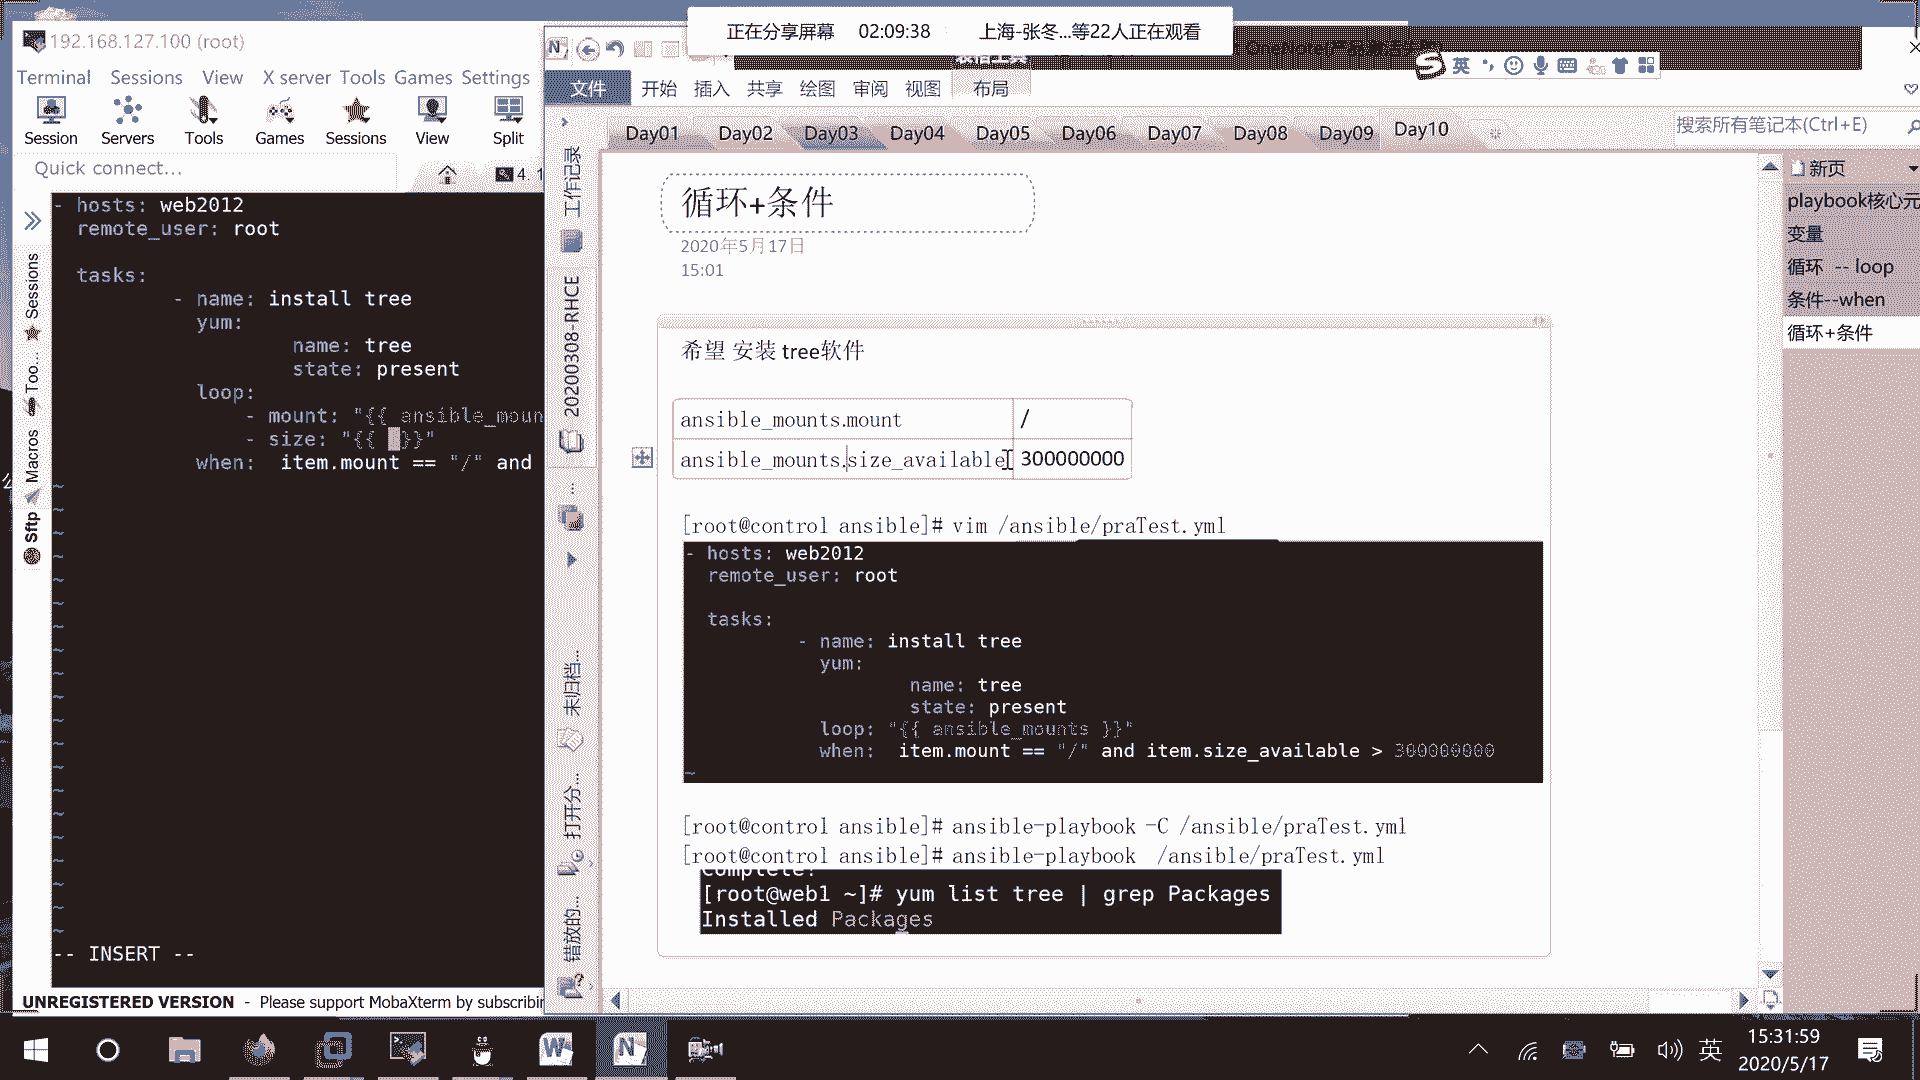 正在分享屏幕 02:09:38 上海-张冬...等22人正在观看
192.168.127.100 (root)
Terminal Sessions View X server Tools Games Settings
Session Servers Tools Games Sessions View Split
Quick connect...
4. 1
Sessions
Too...
Macros
Sftp
- hosts: web2012
remote_user: root
tasks:
- name: install tree
yum:
name: tree
state: present
loop:
- mount: "{{ ansible_moun
- size: "{{ }}"
when: item.mount == "/" and
~
-- INSERT --
UNREGISTERED VERSION - Please support MobaXterm by subscribin
文件 开始 插入 共享 绘图 审阅 视图 布局
英
Day01 Day02 Day03 Day04 Day05 Day06 Day07 Day08 Day09 Day10
搜索所有笔记本(Ctrl+E)
工作记录
20200308-RHCE
...
未归档...
打开分...
错放的...
新页
playbook核心元
变量
循环 -- loop
条件--when
循环+条件
循环+条件
2020年5月17日
15:01
希望 安装 tree软件
ansible_mounts.mount /
ansible_mounts.size_available 300000000
[root@control ansible]# vim /ansible/praTest.yml
- hosts: web2012
remote_user: root
tasks:
- name: install tree
yum:
name: tree
state: present
loop: "{{ ansible_mounts }}"
when: item.mount == "/" and item.size_available > 300000000
~
[root@control ansible]# ansible-playbook -C /ansible/praTest.yml
[root@control ansible]# ansible-playbook /ansible/praTest.yml
Complete!
[root@web1 ~]# yum list tree | grep Packages
Installed Packages
英 15:31:59
2020/5/17